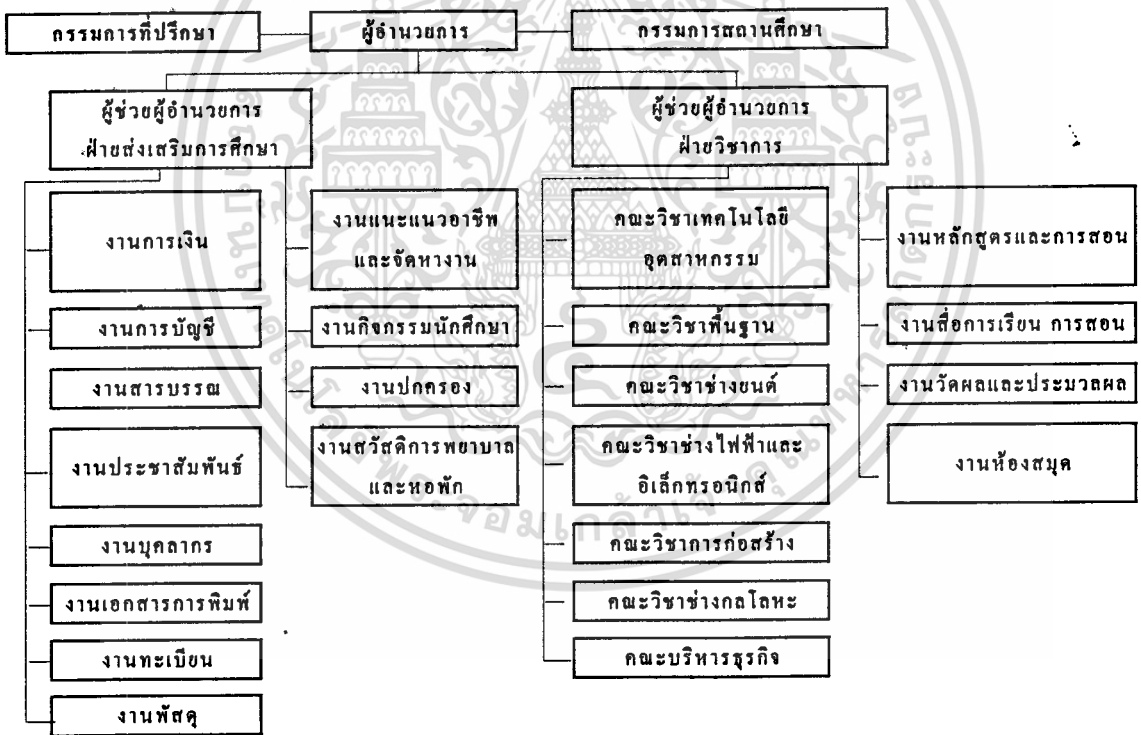 กรรมการที่ปรึกษา
ผู้อำนวยการ
กรรมการสถานศึกษา
ผู้ช่วยผู้อำนวยการ
ฝ่ายส่งเสริมการศึกษา
ผู้ช่วยผู้อำนวยการ
ฝ่ายวิชาการ
งานการเงิน
งานการบัญชี
งานสารบรรณ
งานประชาสัมพันธ์
งานบุคลากร
งานเอกสารการพิมพ์
งานทะเบียน
งานพัสดุ
งานแนะแนวอาชีพ
และจัดหางาน
งานกิจกรรมนักศึกษา
งานปกครอง
งานสวัสดิการพยาบาล
และหอพัก
คณะวิชาเทคโนโลยี
อุตสาหกรรม
คณะวิชาพื้นฐาน
คณะวิชาช่างยนต์
คณะวิชาช่างไฟฟ้าและ
อิเล็กทรอนิกส์
คณะวิชาการก่อสร้าง
คณะวิชาช่างกลโลหะ
คณะบริหารธุรกิจ
งานหลักสูตรและการสอน
งานสื่อการเรียน การสอน
งานวัดผลและประมวลผล
งานห้องสมุด